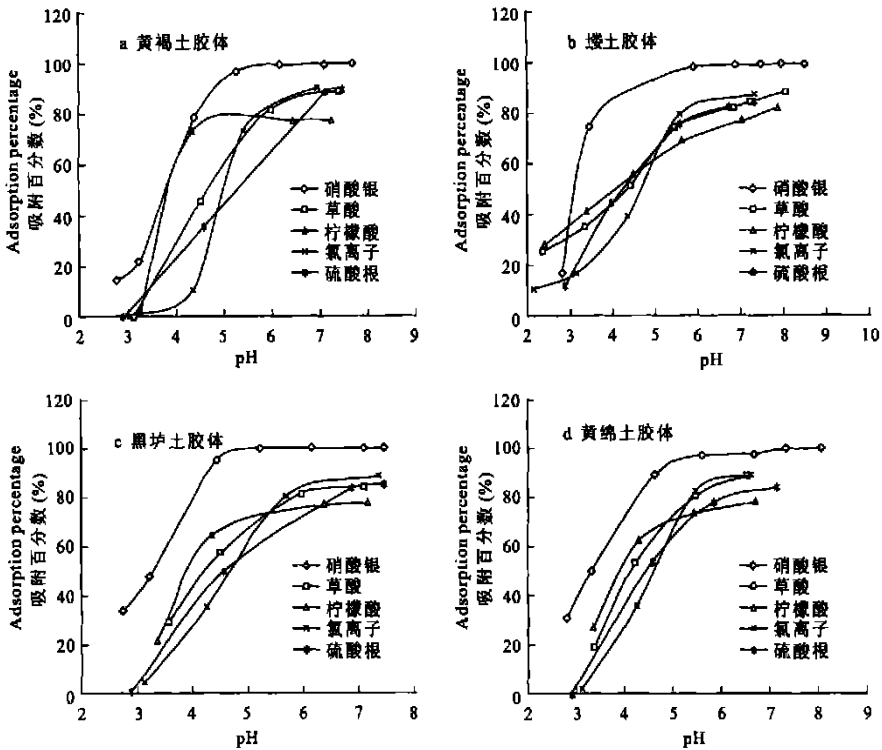 Adsorption percentage
吸附百分数 (%)
120
100
80
60
40
20
0
a 黄褐土胶体
硝酸银
草酸
柠檬酸
氯离子
硫酸根
2 3 4 5 6 7 8 9
pH
Adsorption percentage
吸附百分数 (%)
120
100
80
60
40
20
0
b 塿土胶体
硝酸银
草酸
柠檬酸
氯离子
硫酸根
2 3 4 5 6 7 8 9 10
pH
Adsorption percentage
吸附百分数 (%)
120
100
80
60
40
20
0
c 黑垆土胶体
硝酸银
草酸
柠檬酸
氯离子
硫酸根
2 3 4 5 6 7 8
pH
Adsorption percentage
吸附百分数 (%)
120
100
80
60
40
20
0
d 黄绵土胶体
硝酸银
草酸
柠檬酸
氯离子
硫酸根
2 3 4 5 6 7 8 9
pH